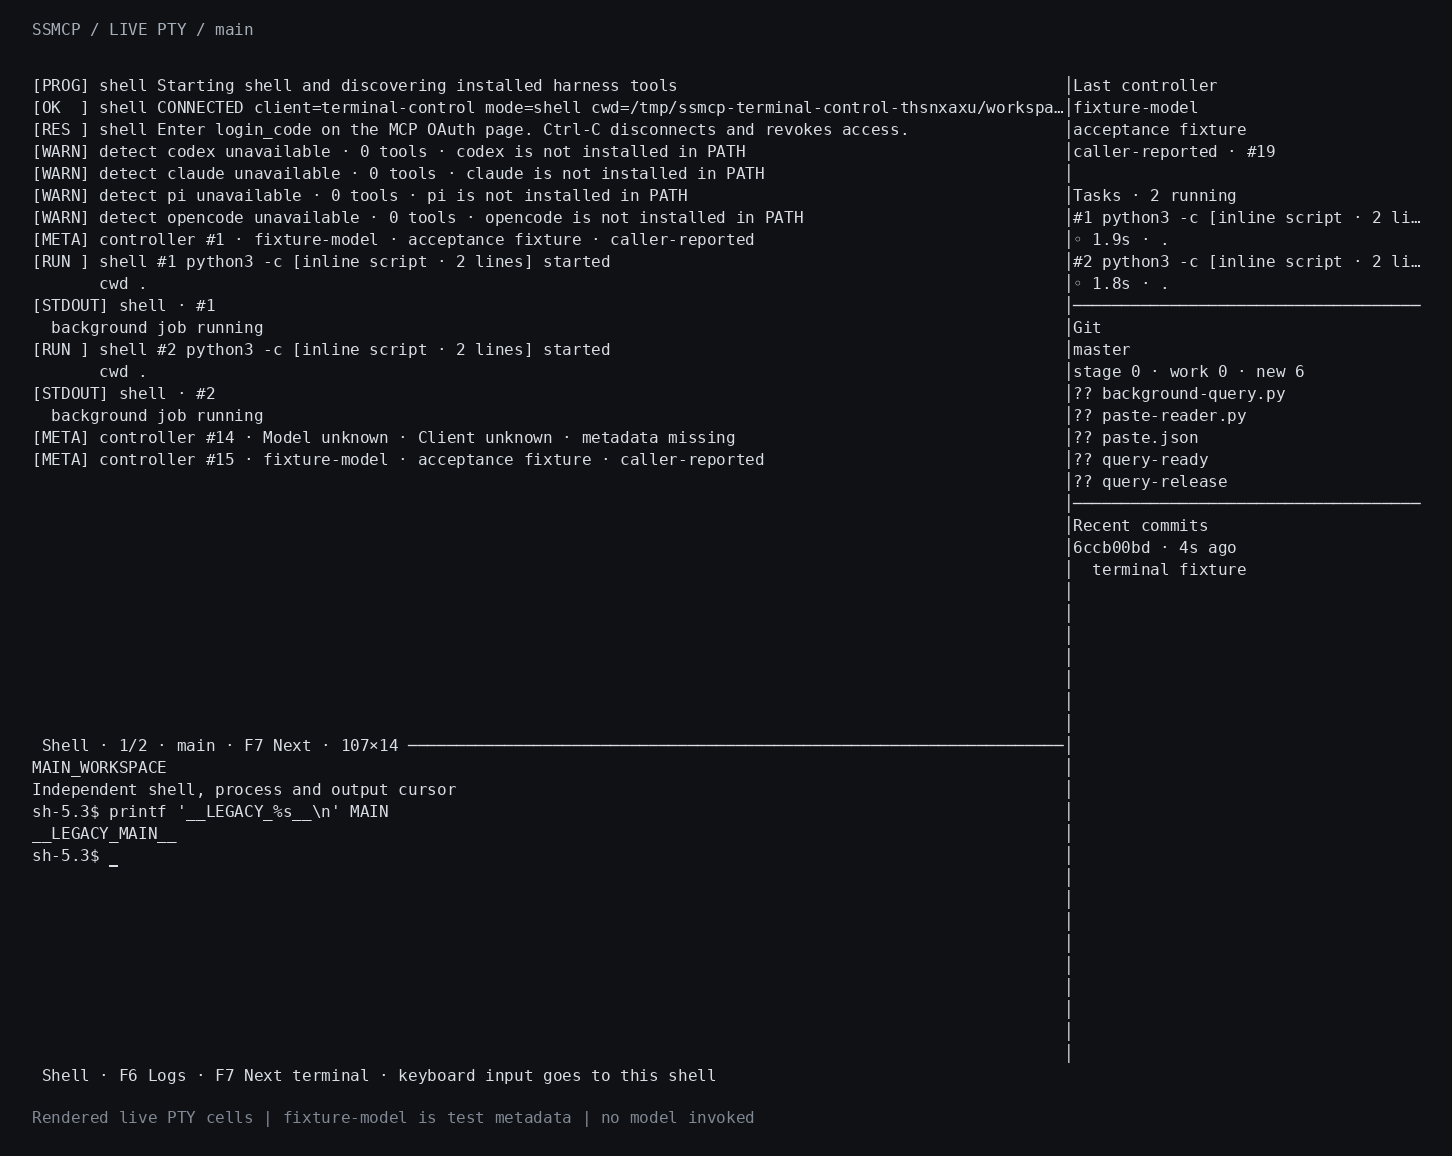 SSMCP / LIVE PTY / main
[PROG] shell Starting shell and discovering installed harness tools
[OK  ] shell CONNECTED client=terminal-control mode=shell cwd=/tmp/ssmcp-terminal-control-thsnxaxu/workspa…
[RES ] shell Enter login_code on the MCP OAuth page. Ctrl-C disconnects and revokes access.
[WARN] detect codex unavailable · 0 tools · codex is not installed in PATH
[WARN] detect claude unavailable · 0 tools · claude is not installed in PATH
[WARN] detect pi unavailable · 0 tools · pi is not installed in PATH
[WARN] detect opencode unavailable · 0 tools · opencode is not installed in PATH
[META] controller #1 · fixture-model · acceptance fixture · caller-reported
[RUN ] shell #1 python3 -c [inline script · 2 lines] started
       cwd .
[STDOUT] shell · #1
  background job running
[RUN ] shell #2 python3 -c [inline script · 2 lines] started
       cwd .
[STDOUT] shell · #2
  background job running
[META] controller #14 · Model unknown · Client unknown · metadata missing
[META] controller #15 · fixture-model · acceptance fixture · caller-reported
Last controller
fixture-model
acceptance fixture
caller-reported · #19
Tasks · 2 running
#1 python3 -c [inline script · 2 li…
◦ 1.9s · .
#2 python3 -c [inline script · 2 li…
◦ 1.8s · .
Git
master
stage 0 · work 0 · new 6
?? background-query.py
?? paste-reader.py
?? paste.json
?? query-ready
?? query-release
Recent commits
6ccb00bd · 4s ago
  terminal fixture
Shell · 1/2 · main · F7 Next · 107×14
MAIN_WORKSPACE
Independent shell, process and output cursor
sh-5.3$ printf '__LEGACY_%s__\n' MAIN
__LEGACY_MAIN__
sh-5.3$ _
Shell · F6 Logs · F7 Next terminal · keyboard input goes to this shell
Rendered live PTY cells | fixture-model is test metadata | no model invoked